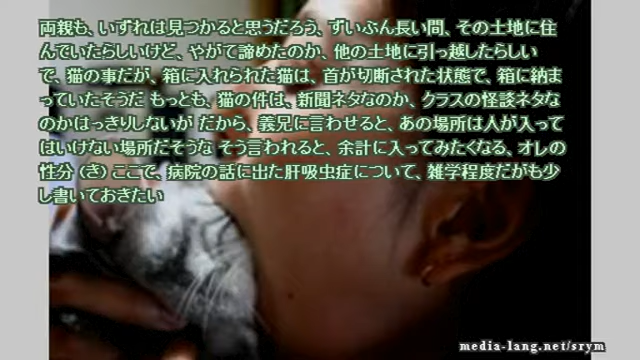 両親も、いずれは見つかると思うだろう、ずいぶん長い間、その土地に住
んでいたらしいけど、やがて諦めたのか、他の土地に引っ越したらしい
で、猫の事だが、箱に入れられた猫は、首が切断された状態で、箱に納ま
っていたそうだ もっとも、猫の件は、新聞ネタなのか、クラスの怪談ネタな
のかはっきりしないが だから、義兄に言わせると、あの場所は人が入って
はいけない場所だそうな そう言われると、余計に入ってみたくなる、オレの
性分 (き) ここで、病院の話に出た肝吸虫症について、雑学程度だがも少
し書いておきたい
media-lang.net/srym